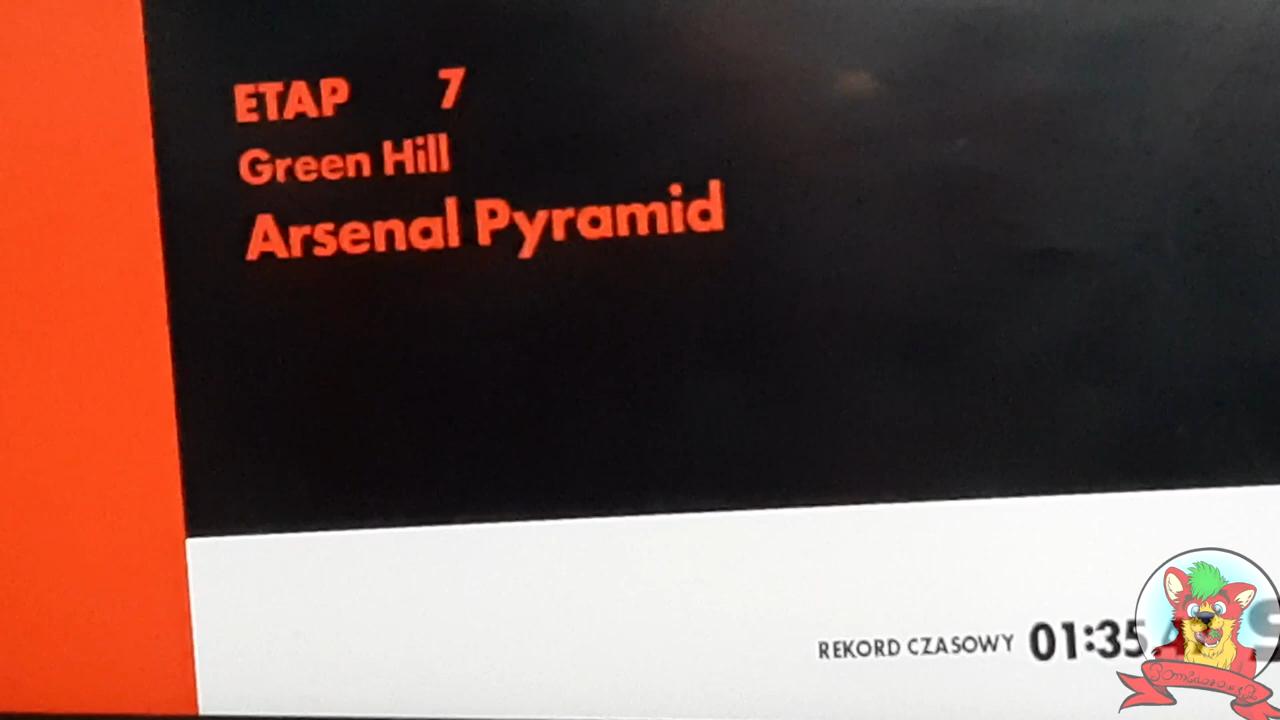 ETAP 7
Green Hill
Arsenal Pyramid
REKORD CZASOWY 01:35